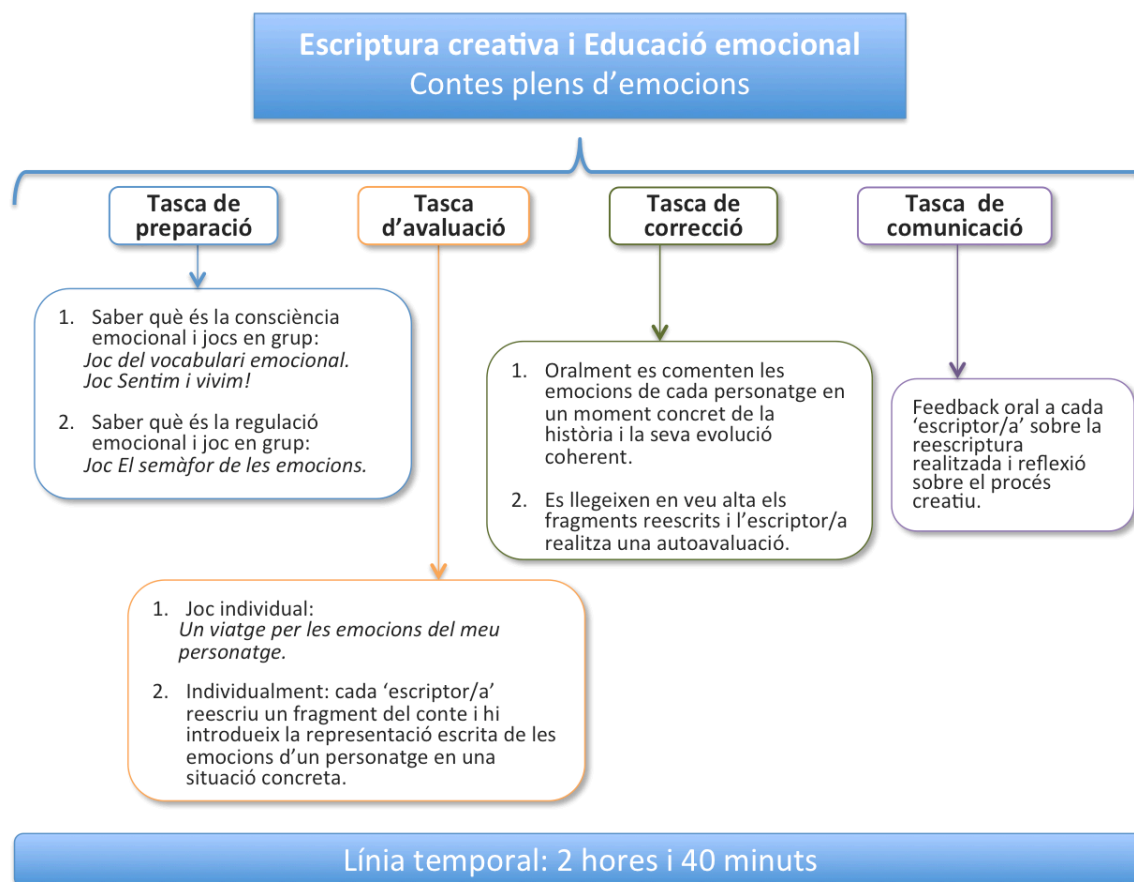 Escriptura creativa i Educació emocional
Contes plens d’emocions
Tasca de
preparació
Tasca
d’avaluació
Tasca de
correcció
Tasca de
comunicació
1. Saber què és la consciència
emocional i jocs en grup:
Joc del vocabulari emocional.
Joc Sentim i vivim!
2. Saber què és la regulació
emocional i joc en grup:
Joc El semàfor de les emocions.
1. Joc individual:
Un viatge per les emocions del meu
personatge.
2. Individualment: cada ‘escriptor/a’
reescriu un fragment del conte i hi
introdueix la representació escrita de les
emocions d’un personatge en una
situació concreta.
1. Oralment es comenten les
emocions de cada personatge en
un moment concret de la
història i la seva evolució
coherent.
2. Es llegeixen en veu alta els
fragments reescrits i l’escriptor/a
realitza una autoavaluació.
Feedback oral a cada
‘escriptor/a’ sobre la
reescriptura
realitzada i reflexió
sobre el procés
creatiu.
Línia temporal: 2 hores i 40 minuts